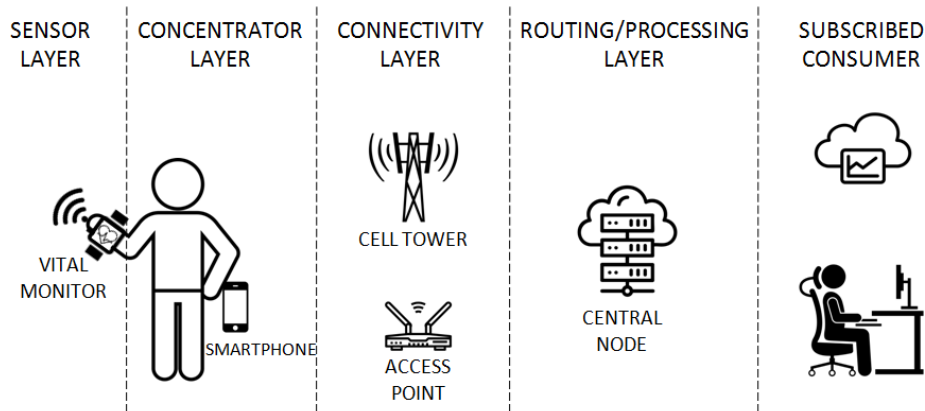 SENSOR
LAYER
CONCENTRATOR
LAYER
CONNECTIVITY
LAYER
ROUTING/PROCESSING
LAYER
SUBSCRIBED
CONSUMER
VITAL
MONITOR
SMARTPHONE
CELL TOWER
ACCESS
POINT
CENTRAL
NODE